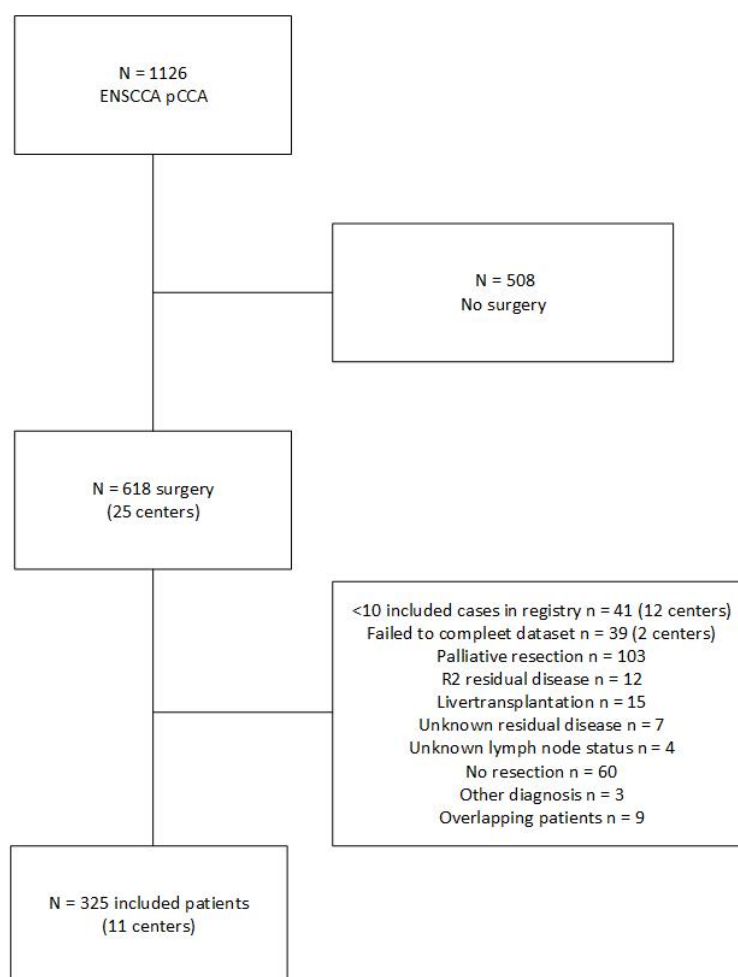 N = 1126
ENSCCA pCCA
N = 508
No surgery
N = 618 surgery
(25 centers)
<10 included cases in registry n = 41 (12 centers)
Failed to compleet dataset n = 39 (2 centers)
Palliative resection n = 103
R2 residual disease n = 12
Livertransplantation n = 15
Unknown residual disease n = 7
Unknown lymph node status n = 4
No resection n = 60
Other diagnosis n = 3
Overlapping patients n = 9
N = 325 included patients
(11 centers)